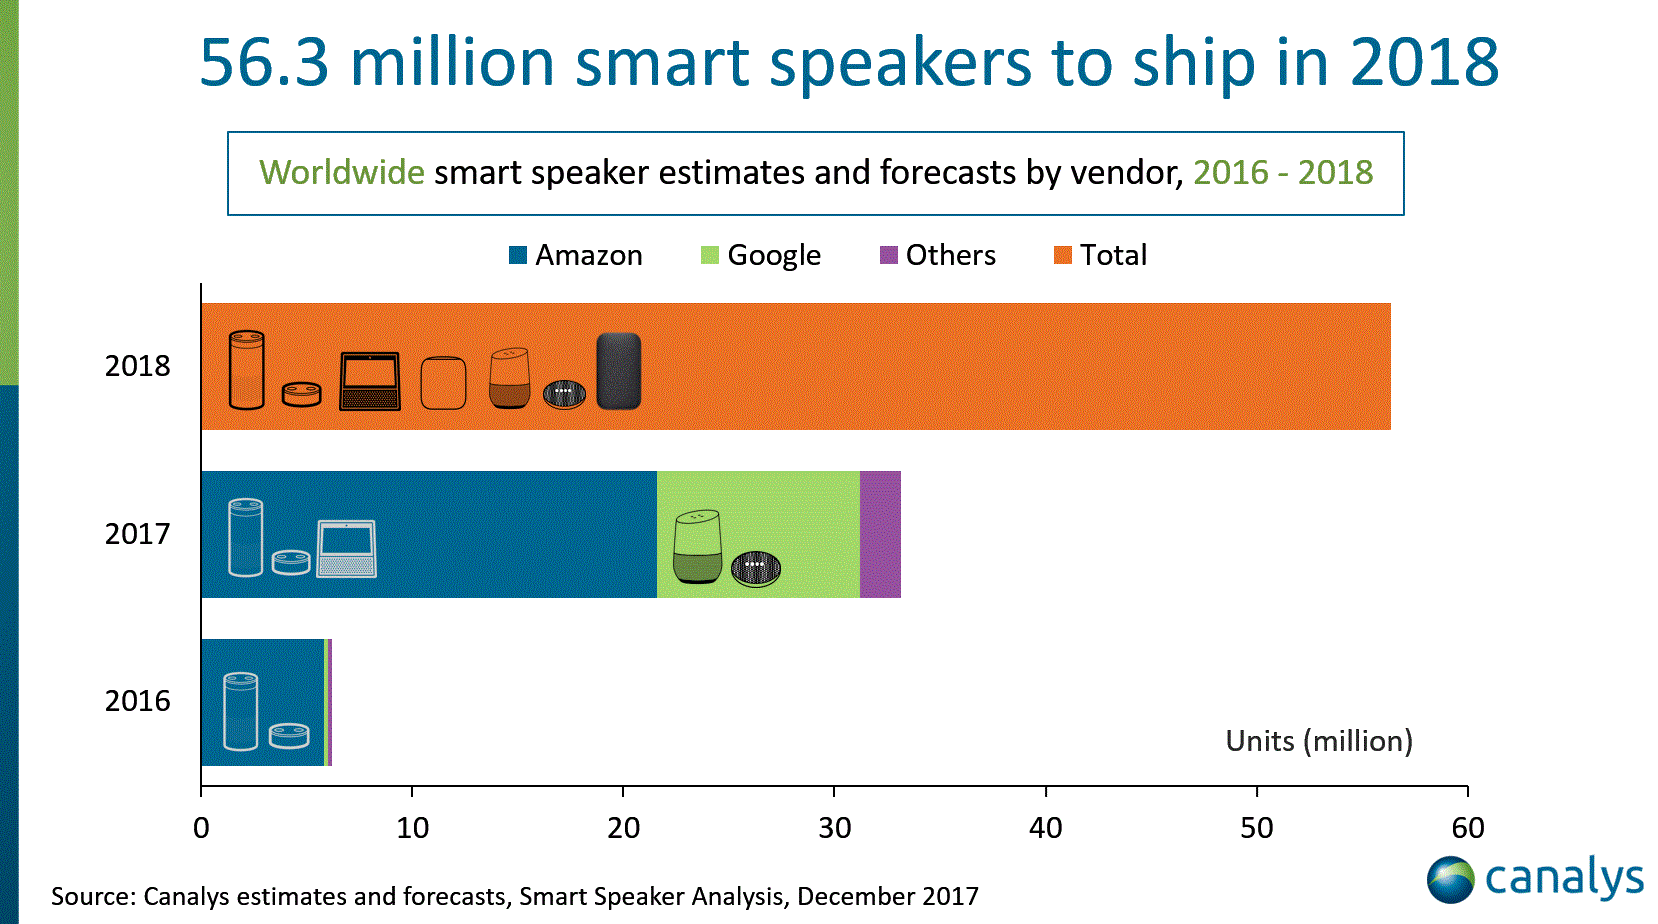 56.3 million smart speakers to ship in 2018
Worldwide smart speaker estimates and forecasts by vendor, 2016 - 2018
Amazon Google Others Total
2018
2017
2016
Units (million)
0 10 20 30 40 50 60
canalys
Source: Canalys estimates and forecasts, Smart Speaker Analysis, December 2017